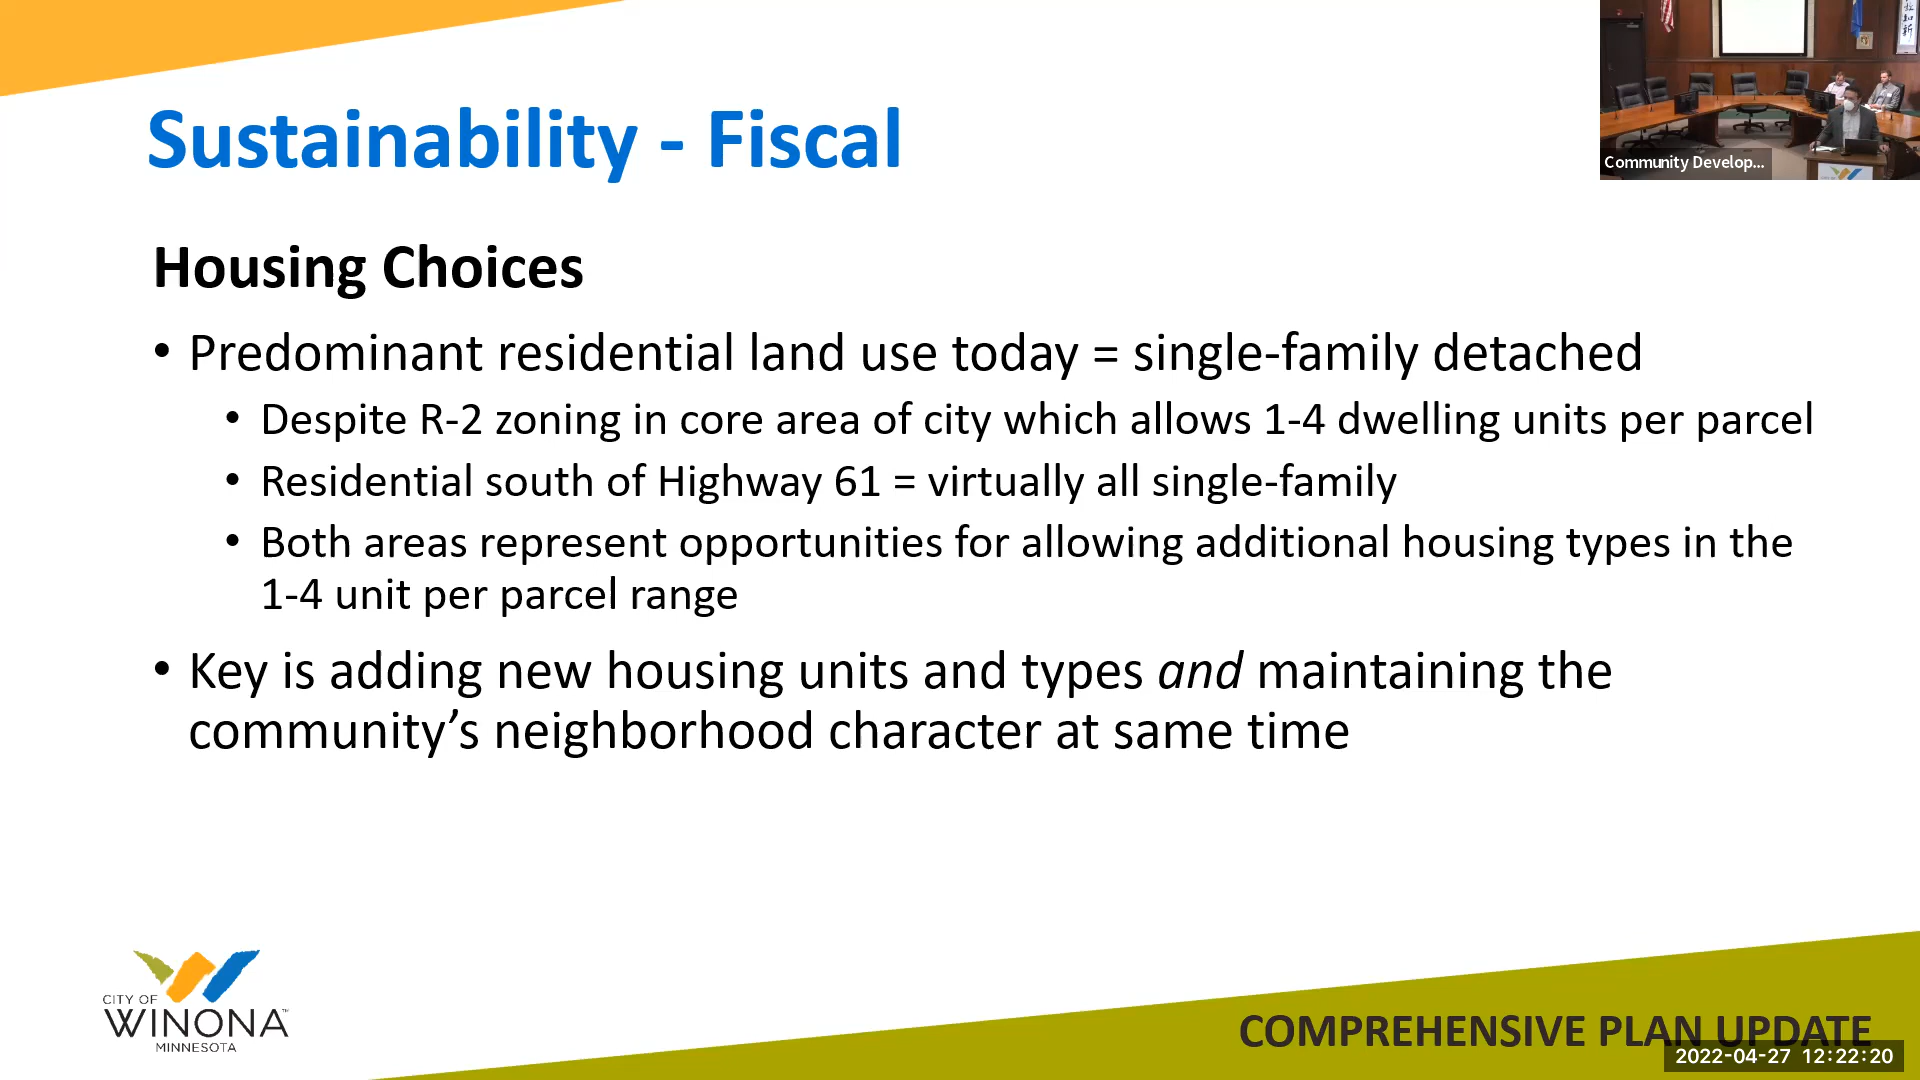 Sustainability - Fiscal
Community Develop...
Housing Choices
• Predominant residential land use today = single-family detached
• Despite R-2 zoning in core area of city which allows 1-4 dwelling units per parcel
• Residential south of Highway 61 = virtually all single-family
• Both areas represent opportunities for allowing additional housing types in the
1-4 unit per parcel range
• Key is adding new housing units and types and maintaining the
community’s neighborhood character at same time
CITY OF
WINONA™
MINNESOTA
COMPREHENSIVE PLAN UPDATE
2022-04-27 12:22:20